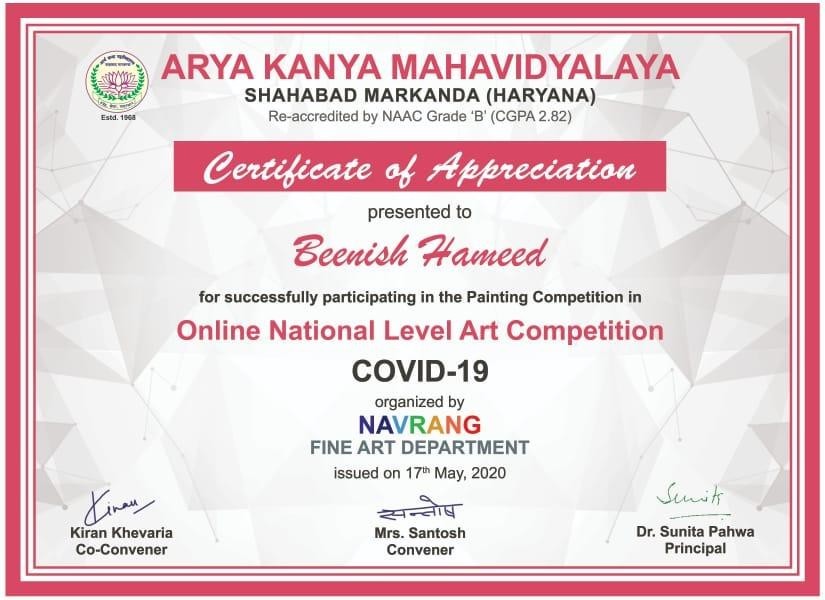 ARYA KANYA MAHAVIDYALAYA
SHAHABAD MARKANDA (HARYANA)
Re-accredited by NAAC Grade ‘B’ (CGPA 2.82)
Estd. 1968
Certificate of Appreciation
presented to
Beenish Hameed
for successfully participating in the Painting Competition in
Online National Level Art Competition
COVID-19
organized by
NAVRANG
FINE ART DEPARTMENT
issued on 17th May, 2020
Kiran
सन्तोष
Sunita
Kiran Khevaria
Co-Convener
Mrs. Santosh
Convener
Dr. Sunita Pahwa
Principal